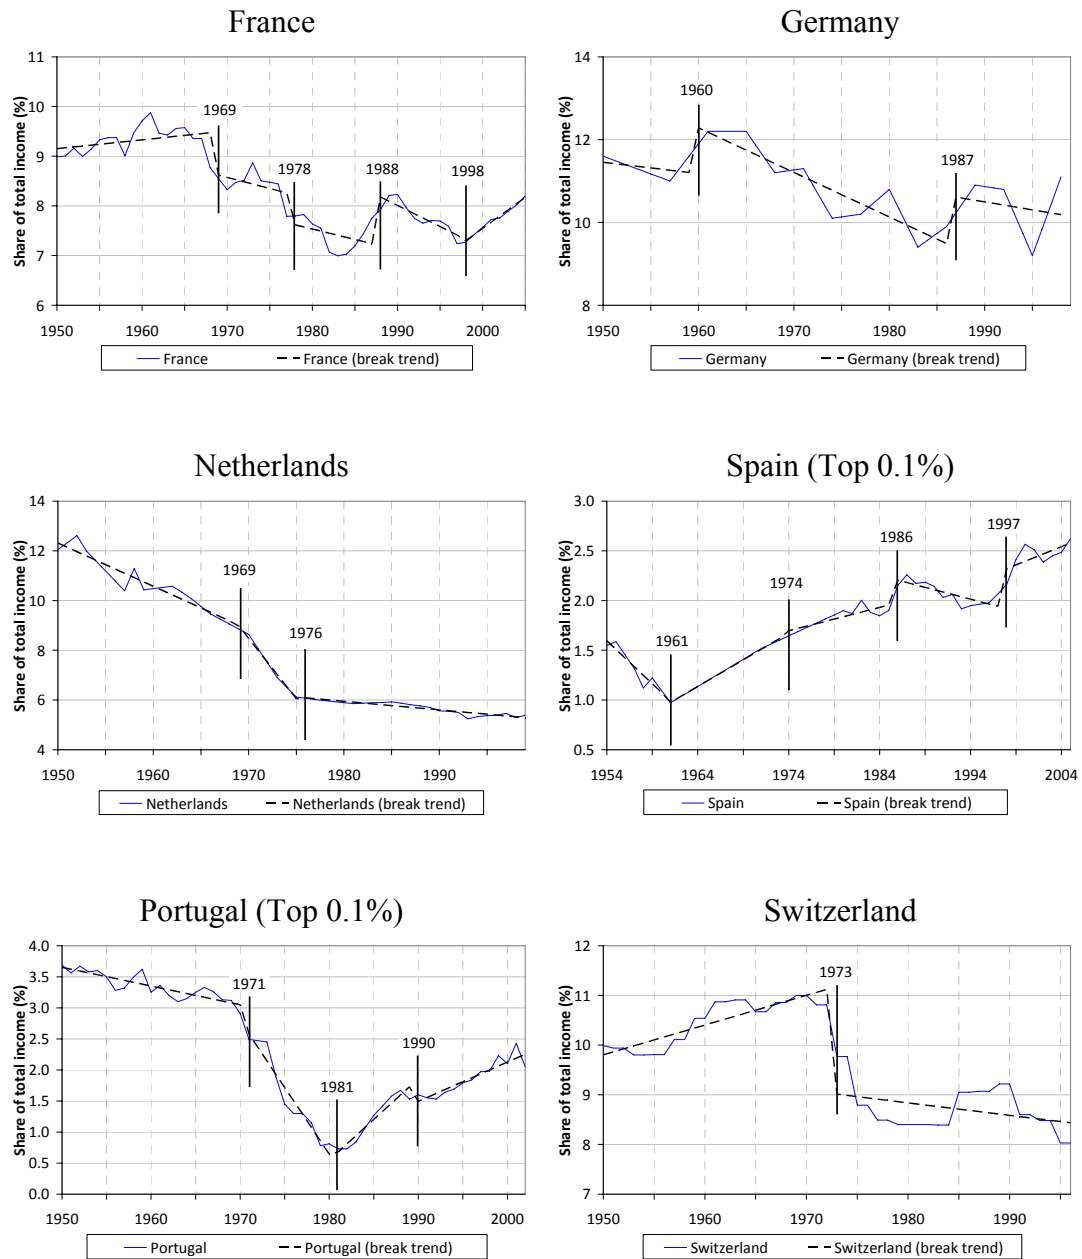 France
Share of total income (%)
11
10
9
8
7
6
1969
1978
1988
1998
1950 1960 1970 1980 1990 2000
France France (break trend)
Germany
Share of total income (%)
14
12
10
8
1960
1987
1950 1960 1970 1980 1990
Germany Germany (break trend)
Netherlands
Share of total income (%)
14
12
10
8
6
4
1969
1976
1950 1960 1970 1980 1990
Netherlands Netherlands (break trend)
Spain (Top 0.1%)
Share of total income (%)
3.0
2.5
2.0
1.5
1.0
0.5
1961
1974
1986
1997
1954 1964 1974 1984 1994 2004
Spain Spain (break trend)
Portugal (Top 0.1%)
Share of total income (%)
4.0
3.5
3.0
2.5
2.0
1.5
1.0
0.5
0.0
1971
1981
1990
1950 1960 1970 1980 1990 2000
Portugal Portugal (break trend)
Switzerland
Share of total income (%)
12
11
10
9
8
7
1973
1950 1960 1970 1980 1990
Switzerland Switzerland (break trend)